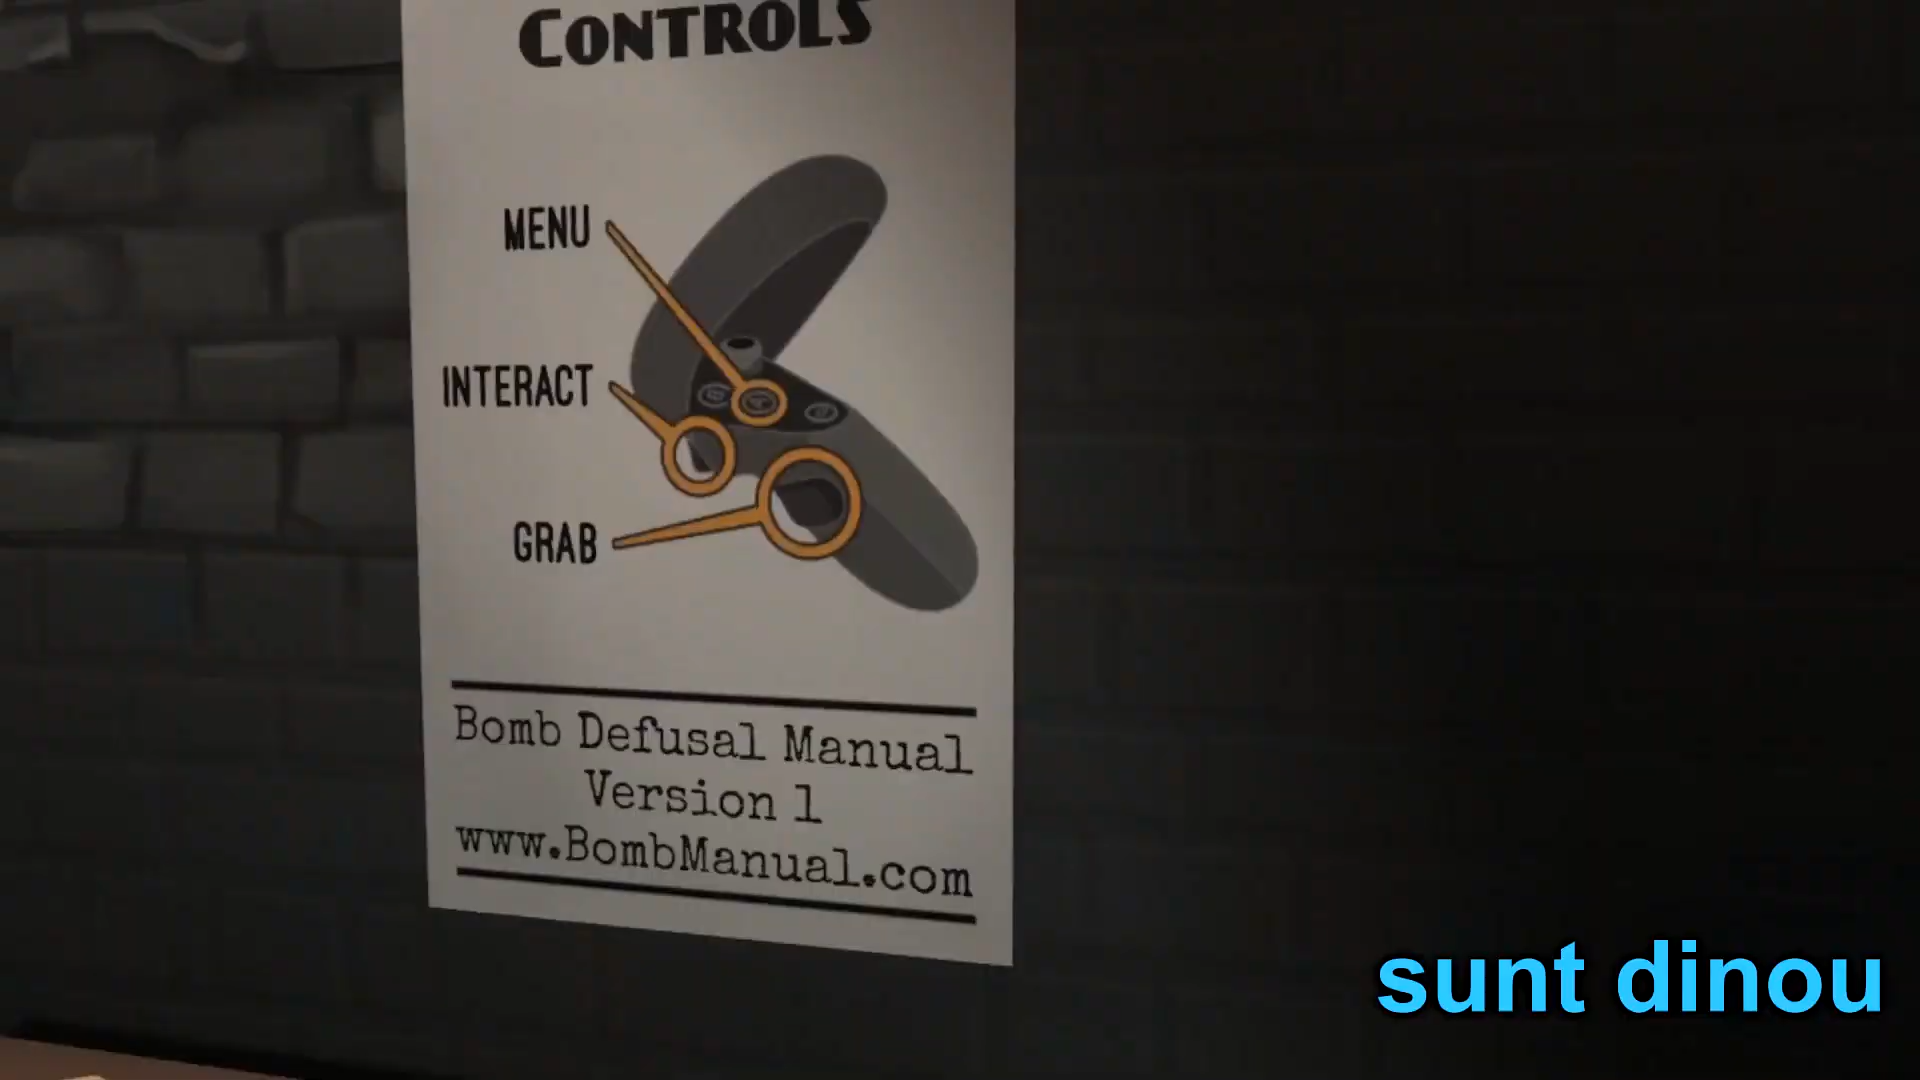 CONTROLS
MENU
INTERACT
GRAB
Bomb Defusal Manual
Version 1
www.BombManual.com
sunt dinou